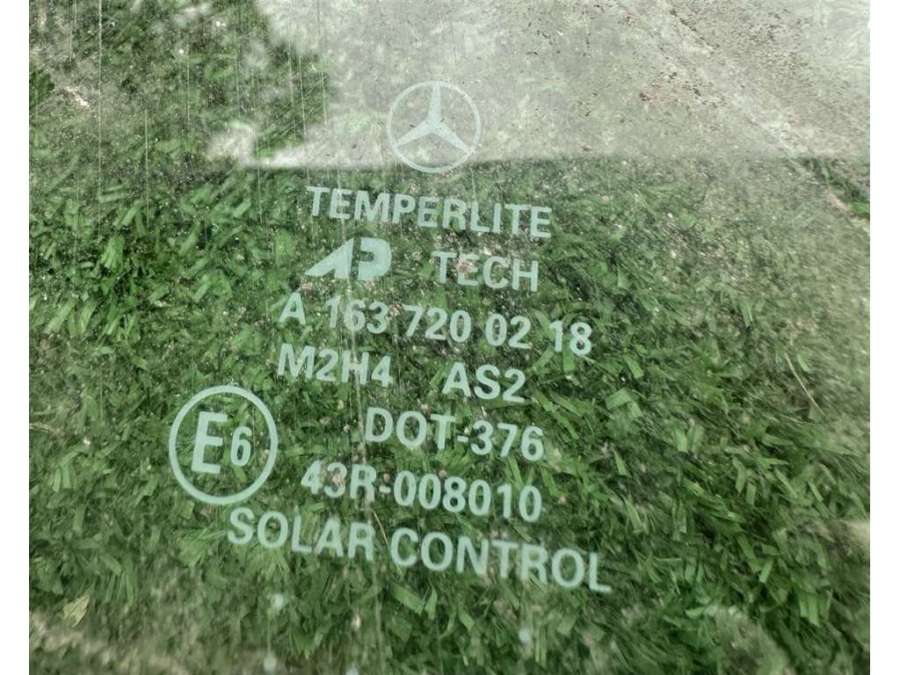 TEMPERLITE
AP TECH
A 163 720 02 18
M2H4 AS2
DOT-376
E6
43R-008010
SOLAR CONTROL